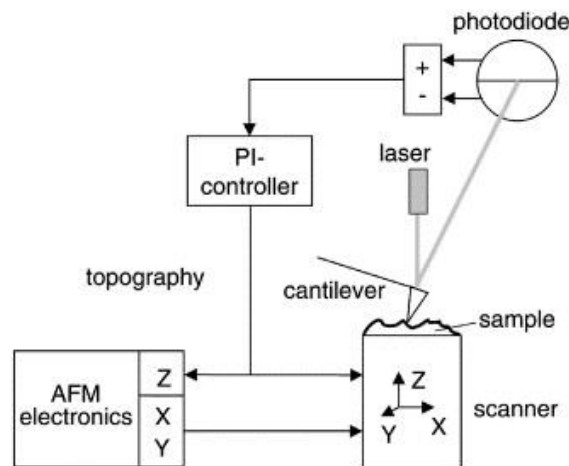 photodiode
+
-
PI-
controller
laser
topography
cantilever
sample
AFM
electronics
Z
X
Y
Z
Y
X
scanner